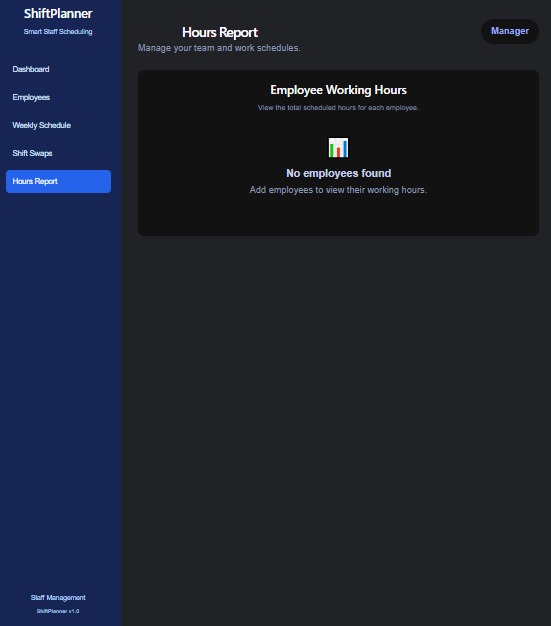 ShiftPlanner
Smart Staff Scheduling
Dashboard
Employees
Weekly Schedule
Shift Swaps
Hours Report
Staff Management
ShiftPlanner v1.0
Hours Report
Manage your team and work schedules.
Manager
Employee Working Hours
View the total scheduled hours for each employee.
No employees found
Add employees to view their working hours.